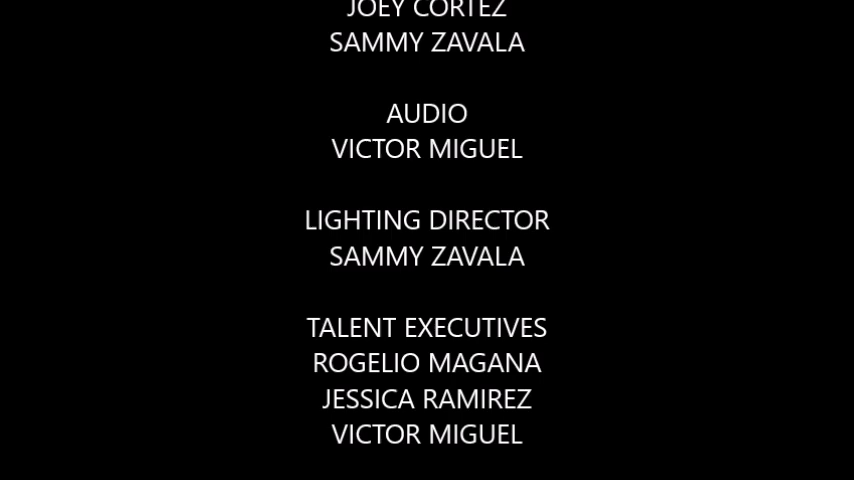 JOEY CORTEZ
SAMMY ZAVALA
AUDIO
VICTOR MIGUEL
LIGHTING DIRECTOR
SAMMY ZAVALA
TALENT EXECUTIVES
ROGELIO MAGANA
JESSICA RAMIREZ
VICTOR MIGUEL